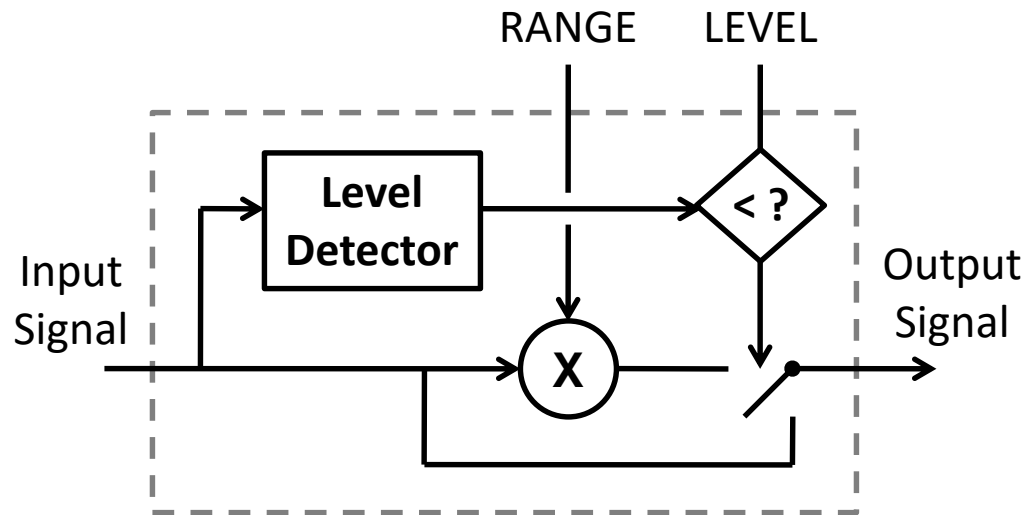 RANGE
LEVEL
Level
Detector
< ?
Input
Signal
X
Output
Signal